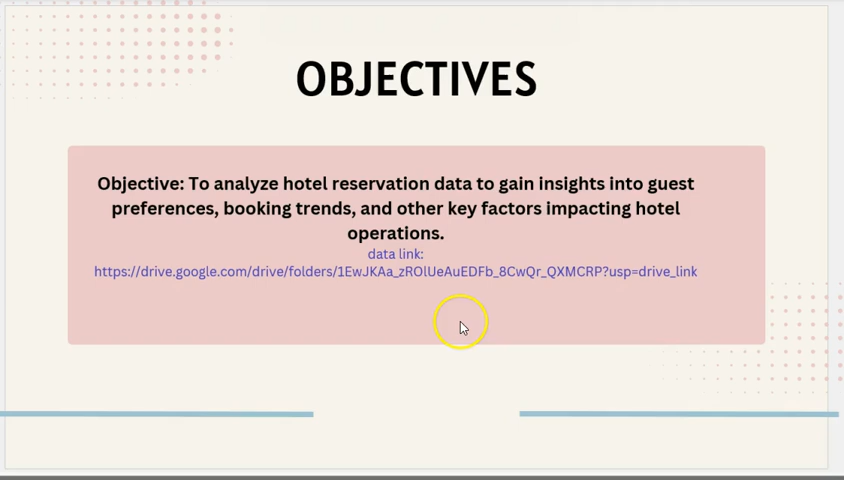 OBJECTIVES
Objective: To analyze hotel reservation data to gain insights into guest
preferences, booking trends, and other key factors impacting hotel
operations.
data link:
https://drive.google.com/drive/folders/1EwJKAa_zROlUeAuEDFb_8CwQr_QXMCRP?usp=drive_link